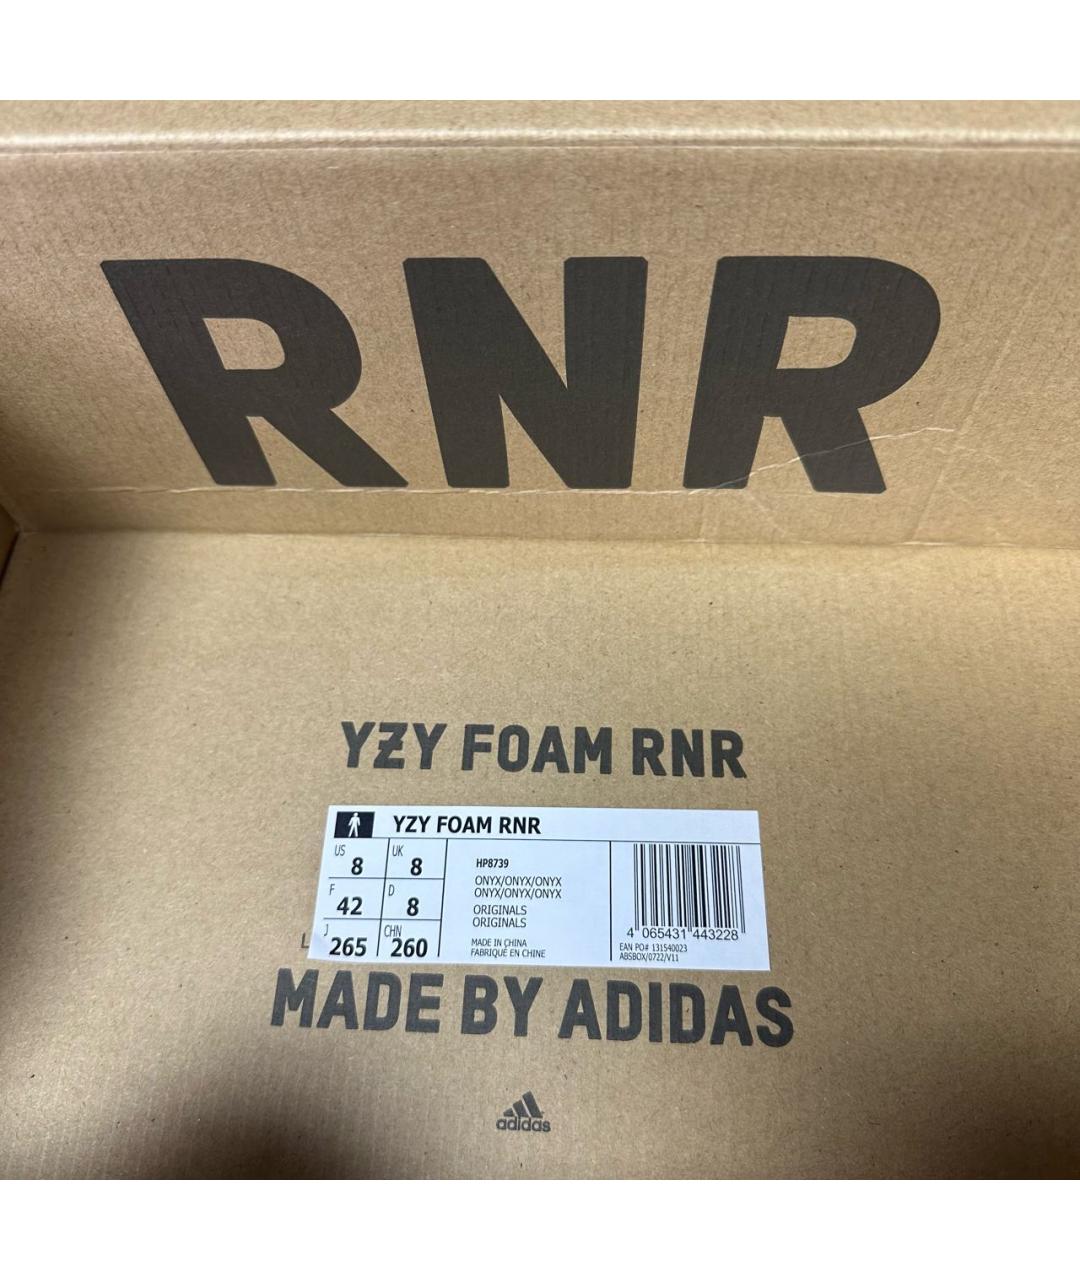 RNR
YZY FOAM RNR
YZY FOAM RNR
US 8 UK 8
F 42 D 8
J 265 CHN 260
HP8739
ONYX/ONYX/ONYX
ONYX/ONYX/ONYX
ORIGINALS
ORIGINALS
MADE IN CHINA
FABRIQUÉ EN CHINE
4 065431 443228
EAN PO# 131540023
ABSBOX/0722/V11
MADE BY ADIDAS
adidas